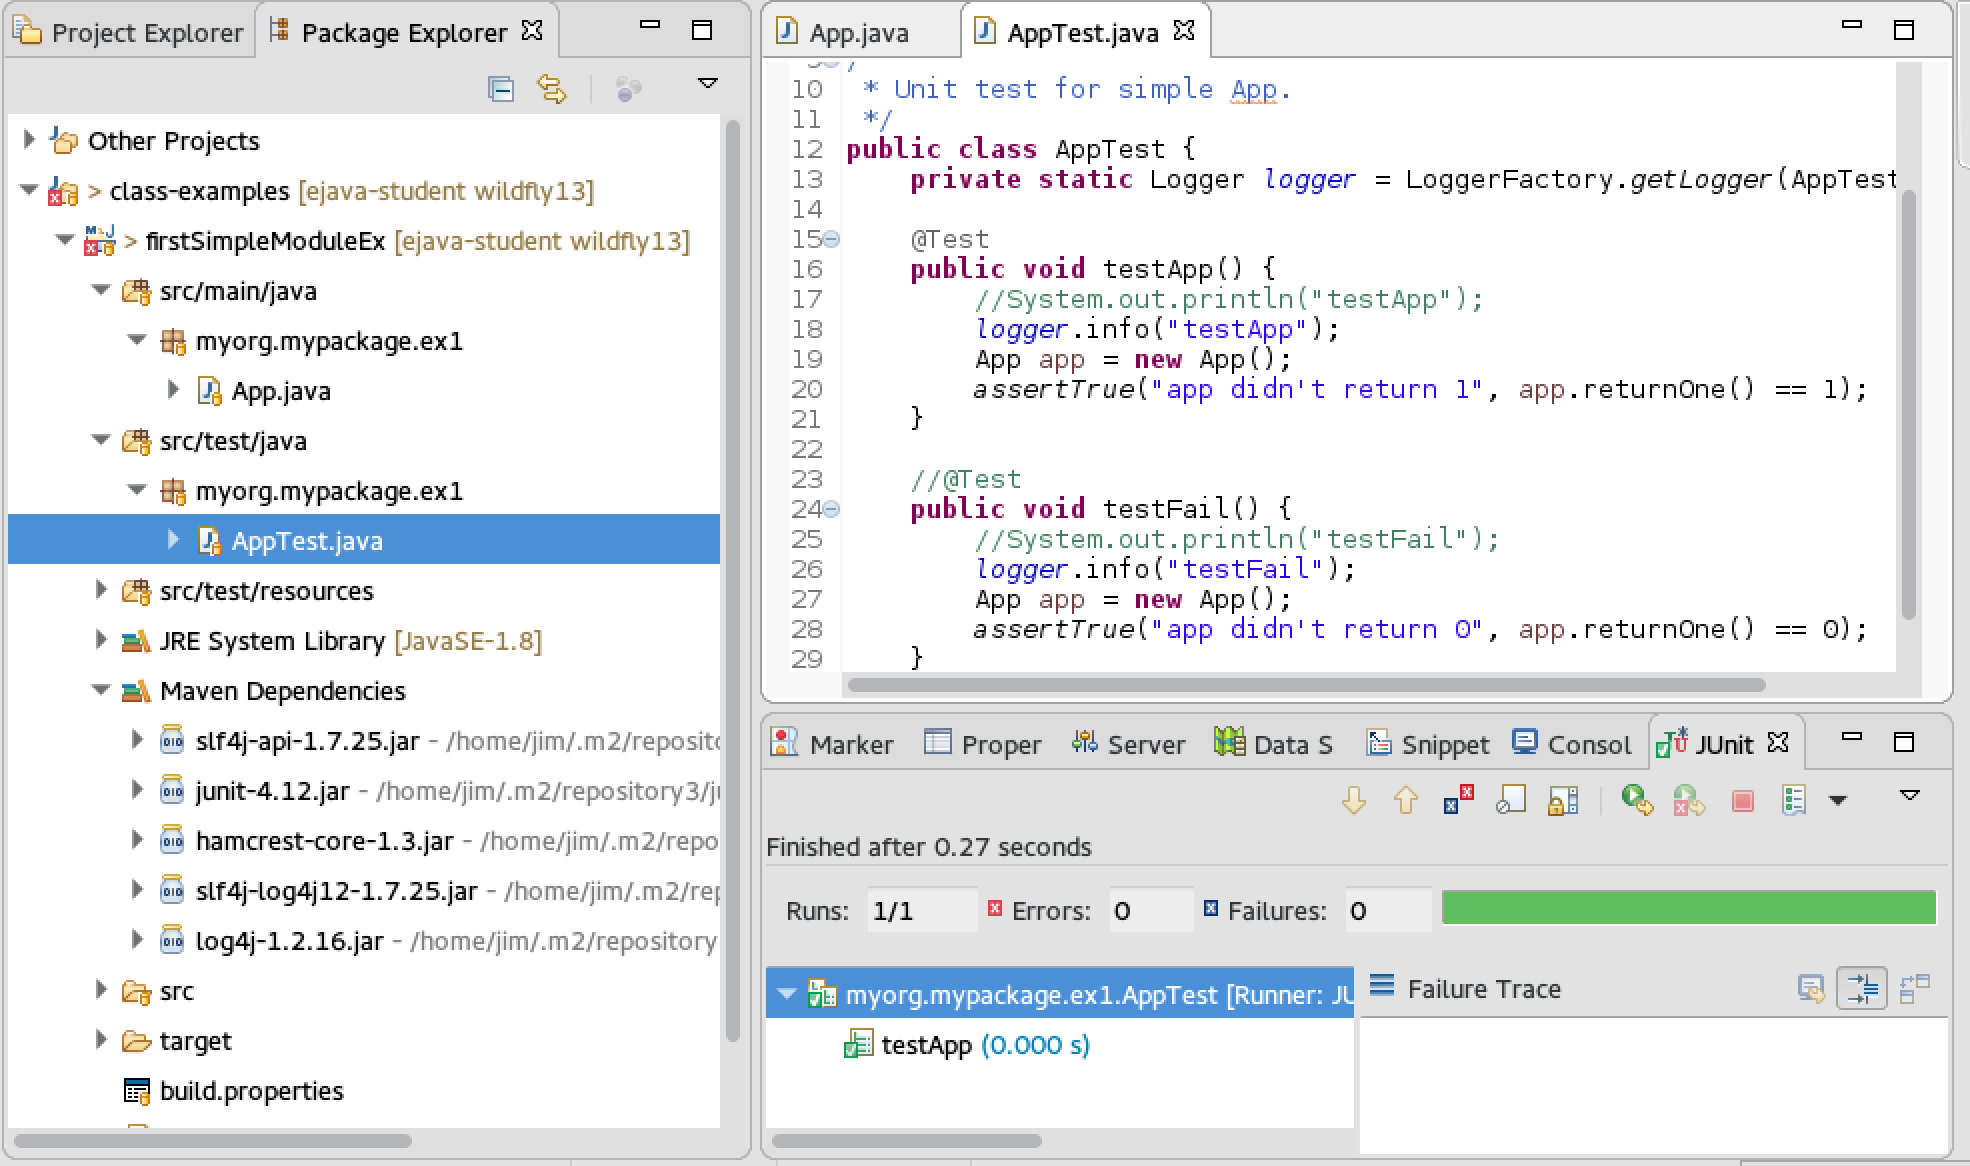 Project Explorer
Package Explorer
Other Projects
> class-examples [ejava-student wildfly13]
> firstSimpleModuleEx [ejava-student wildfly13]
src/main/java
myorg.mypackage.ex1
App.java
src/test/java
myorg.mypackage.ex1
AppTest.java
src/test/resources
JRE System Library [JavaSE-1.8]
Maven Dependencies
slf4j-api-1.7.25.jar - /home/jim/.m2/reposito
junit-4.12.jar - /home/jim/.m2/repository3/ju
hamcrest-core-1.3.jar - /home/jim/.m2/repo
slf4j-log4j12-1.7.25.jar - /home/jim/.m2/rep
log4j-1.2.16.jar - /home/jim/.m2/repository
src
target
build.properties
App.java
AppTest.java
10 * Unit test for simple App.
11 */
12 public class AppTest {
13 private static Logger logger = LoggerFactory.getLogger(AppTest
14
15 @Test
16 public void testApp() {
17 //System.out.println("testApp");
18 logger.info("testApp");
19 App app = new App();
20 assertTrue("app didn't return 1", app.returnOne() == 1);
21 }
22
23 //@Test
24 public void testFail() {
25 //System.out.println("testFail");
26 logger.info("testFail");
27 App app = new App();
28 assertTrue("app didn't return 0", app.returnOne() == 0);
29 }
Marker
Proper
Server
Data S
Snippet
Consol
JUnit
Finished after 0.27 seconds
Runs: 1/1
Errors: 0
Failures: 0
myorg.mypackage.ex1.AppTest [Runner: JU
testApp (0.000 s)
Failure Trace